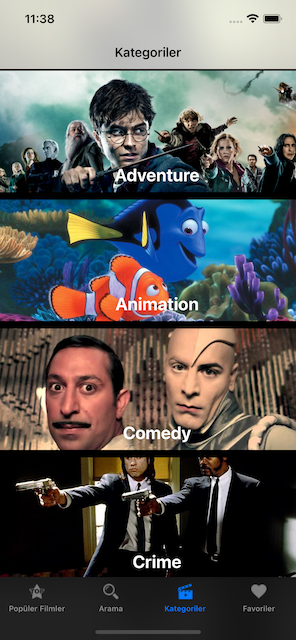 11:38
Kategoriler
Adventure
Animation
Comedy
Crime
Popüler Filmler
Arama
Kategoriler
Favoriler